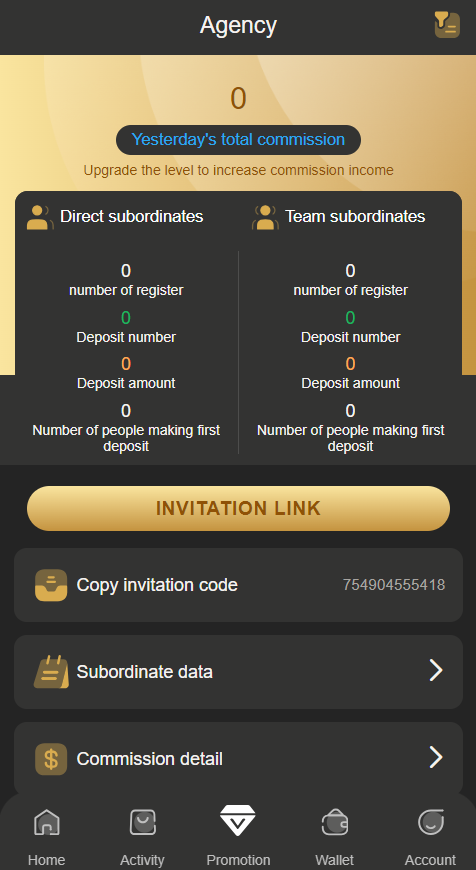 Agency
0
Yesterday's total commission
Upgrade the level to increase commission income
Direct subordinates
Team subordinates
0
number of register
0
Deposit number
0
Deposit amount
0
Number of people making first
deposit
0
number of register
0
Deposit number
0
Deposit amount
0
Number of people making first
deposit
INVITATION LINK
Copy invitation code
754904555418
Subordinate data
Commission detail
Home
Activity
Promotion
Wallet
Account